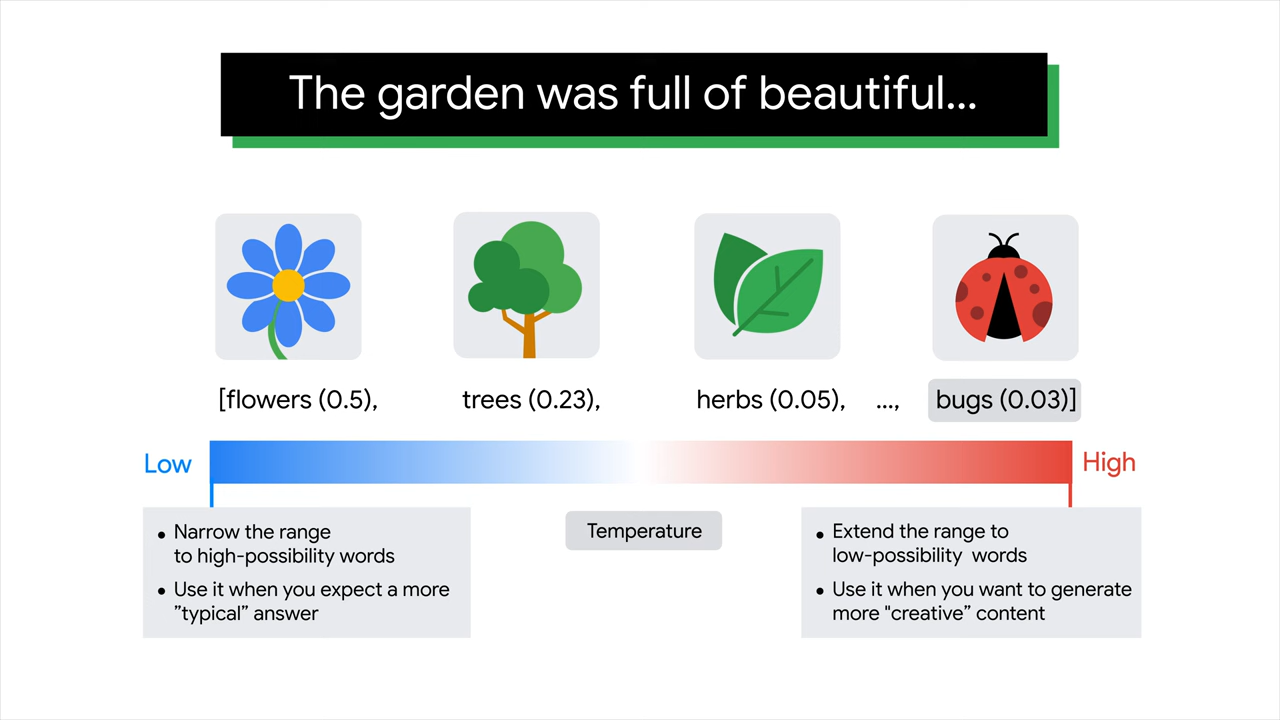 The garden was full of beautiful...
[flowers (0.5), trees (0.23), herbs (0.05), ..., bugs (0.03)]
Low
High
• Narrow the range
to high-possibility words
• Use it when you expect a more
”typical” answer
Temperature
• Extend the range to
low-possibility words
• Use it when you want to generate
more "creative” content